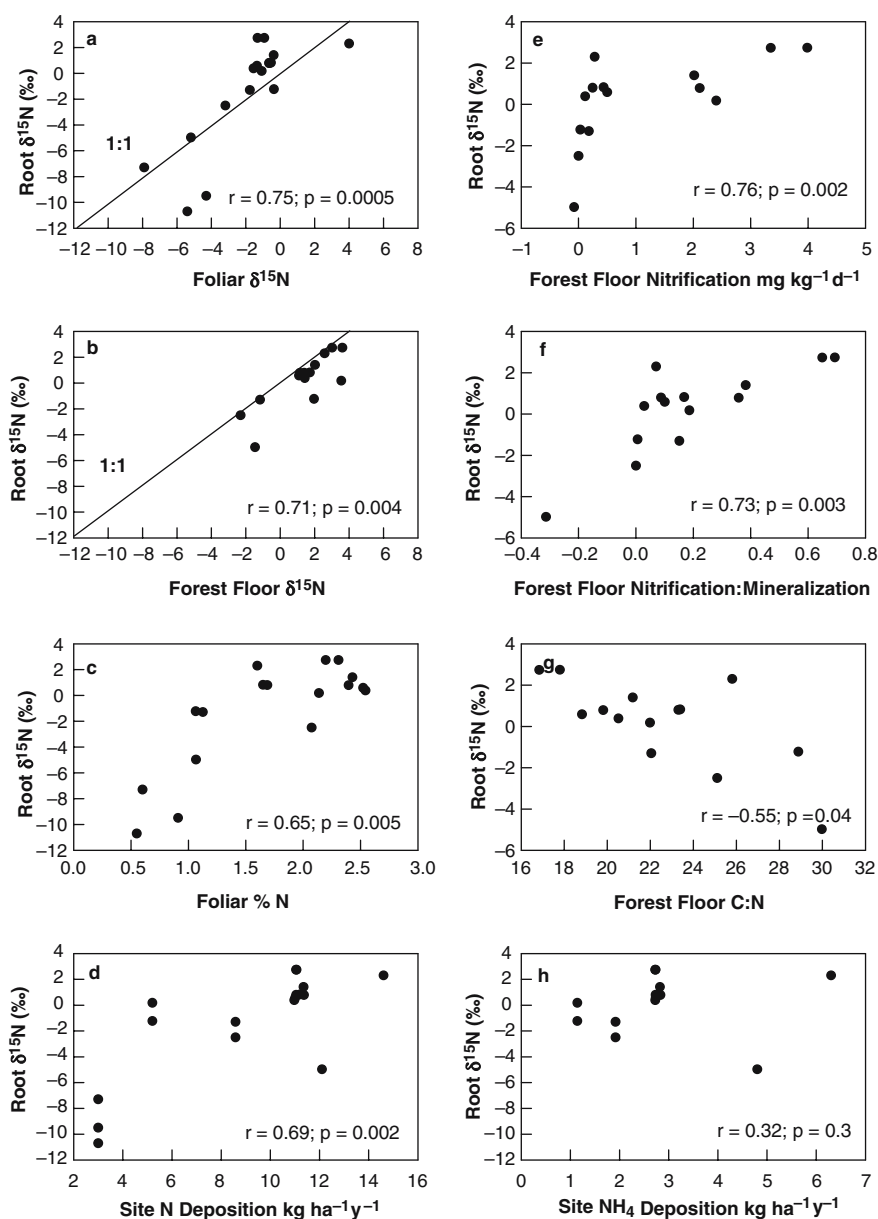 a
Root δ¹⁵N (‰)
4
2
0
−2
−4
−6
−8
−10
−12
1:1
r = 0.75; p = 0.0005
−12 −10 −8 −6 −4 −2 0 2 4 6 8
Foliar δ¹⁵N
b
Root δ¹⁵N (‰)
4
2
0
−2
−4
−6
−8
−10
−12
1:1
r = 0.71; p = 0.004
−12 −10 −8 −6 −4 −2 0 2 4 6 8
Forest Floor δ¹⁵N
c
Root δ¹⁵N (‰)
4
2
0
−2
−4
−6
−8
−10
−12
r = 0.65; p = 0.005
0.0 0.5 1.0 1.5 2.0 2.5 3.0
Foliar % N
d
Root δ¹⁵N (‰)
4
2
0
−2
−4
−6
−8
−10
−12
r = 0.69; p = 0.002
2 4 6 8 10 12 14 16
Site N Deposition kg ha⁻¹y⁻¹
e
Root δ¹⁵N (‰)
4
2
0
−2
−4
−6
r = 0.76; p = 0.002
−1 0 1 2 3 4 5
Forest Floor Nitrification mg kg⁻¹d⁻¹
f
Root δ¹⁵N (‰)
4
2
0
−2
−4
−6
r = 0.73; p = 0.003
−0.4 −0.2 0.0 0.2 0.4 0.6 0.8
Forest Floor Nitrification:Mineralization
g
Root δ¹⁵N (‰)
4
2
0
−2
−4
−6
r = −0.55; p =0.04
16 18 20 22 24 26 28 30 32
Forest Floor C:N
h
Root δ¹⁵N (‰)
4
2
0
−2
−4
−6
−8
−10
−12
r = 0.32; p = 0.3
0 1 2 3 4 5 6 7
Site NH₄ Deposition kg ha⁻¹y⁻¹